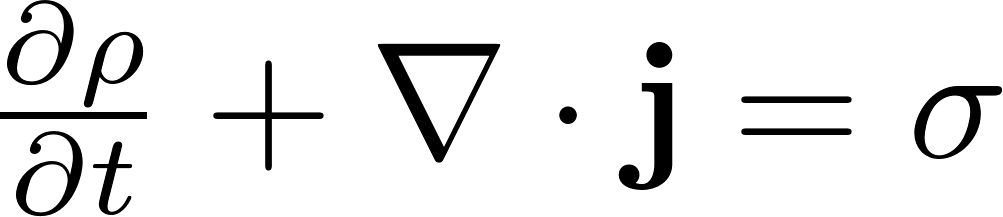 ∂ρ/∂t + ∇ · 𝐣 = σ